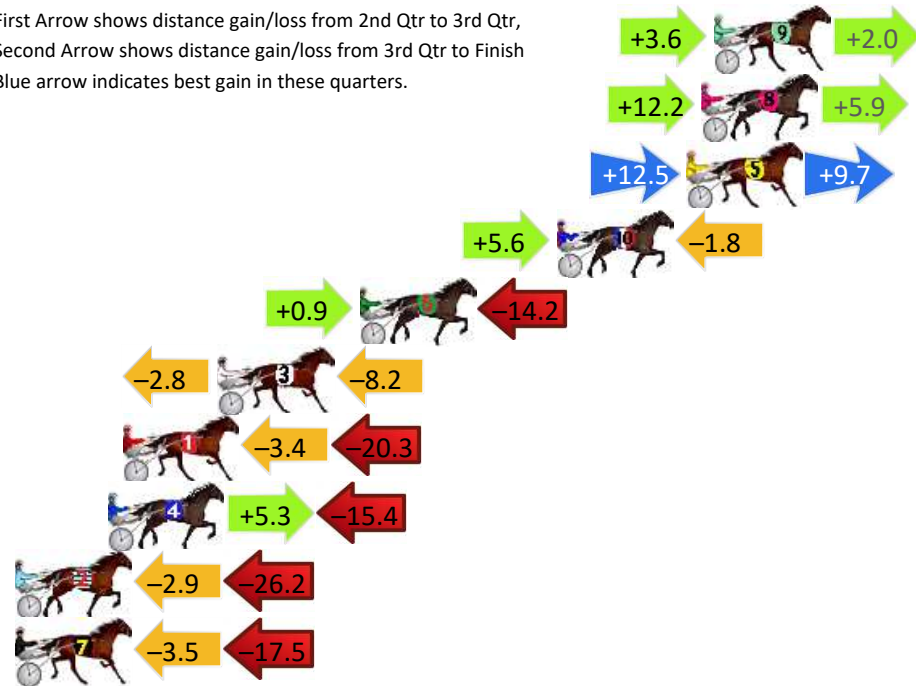 First Arrow shows distance gain/loss from 2nd Qtr to 3rd Qtr,
Second Arrow shows distance gain/loss from 3rd Qtr to Finish
Blue arrow indicates best gain in these quarters.
+3.6 9 +2.0
+12.2 8 +5.9
+12.5 5 +9.7
+5.6 10 –1.8
+0.9 6 –14.2
–2.8 3 –8.2
1 –3.4 –20.3
4 +5.3 –15.4
2 –2.9 –26.2
7 –3.5 –17.5